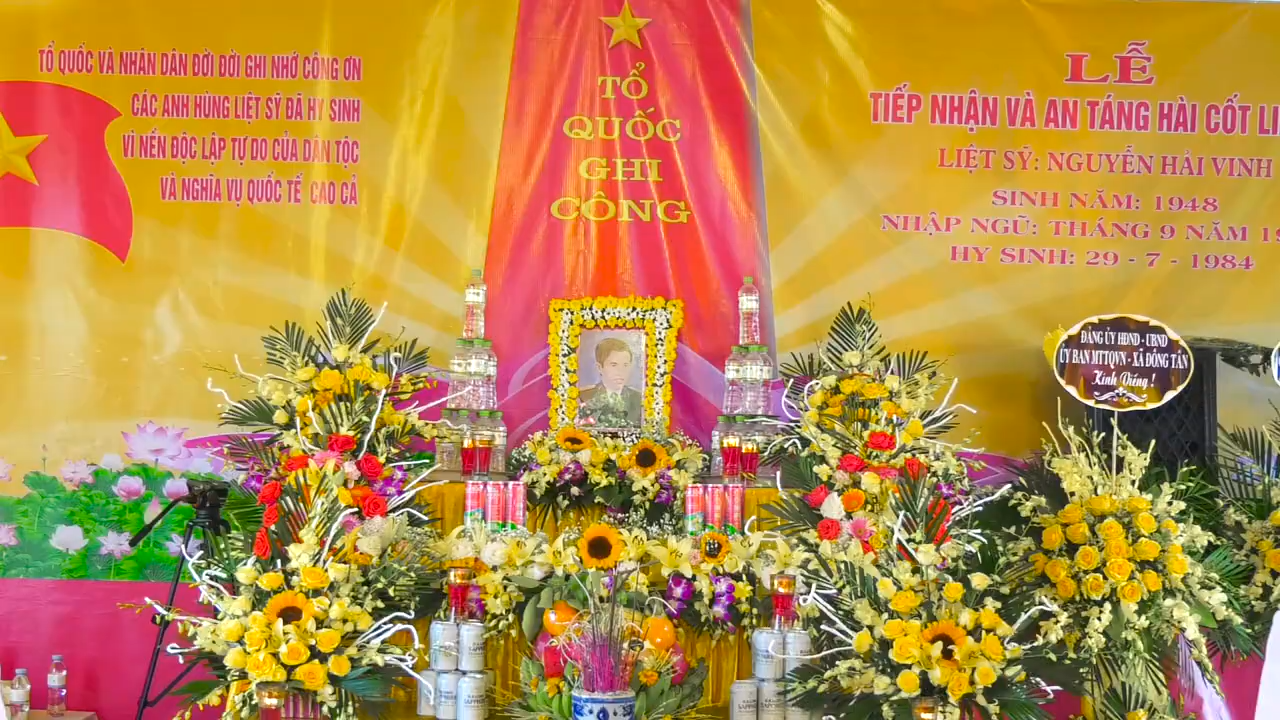 TỔ QUỐC VÀ NHÂN DÂN ĐỜI ĐỜI GHI NHỚ CÔNG ƠN
CÁC ANH HÙNG LIỆT SỸ ĐÃ HY SINH
VÌ NỀN ĐỘC LẬP TỰ DO CỦA DÂN TỘC
VÀ NGHĨA VỤ QUỐC TẾ CAO CẢ
TỔ
QUỐC
GHI
CÔNG
LỄ
TIẾP NHẬN VÀ AN TÁNG HÀI CỐT LI
LIỆT SỸ: NGUYỄN HẢI VINH
SINH NĂM: 1948
NHẬP NGŨ: THÁNG 9 NĂM 1
HY SINH: 29 - 7 - 1984
ĐẢNG ỦY HĐND - UBND
ỦY BAN MTTQVN - XÃ ĐÔNG TÂN
Kính Viếng !